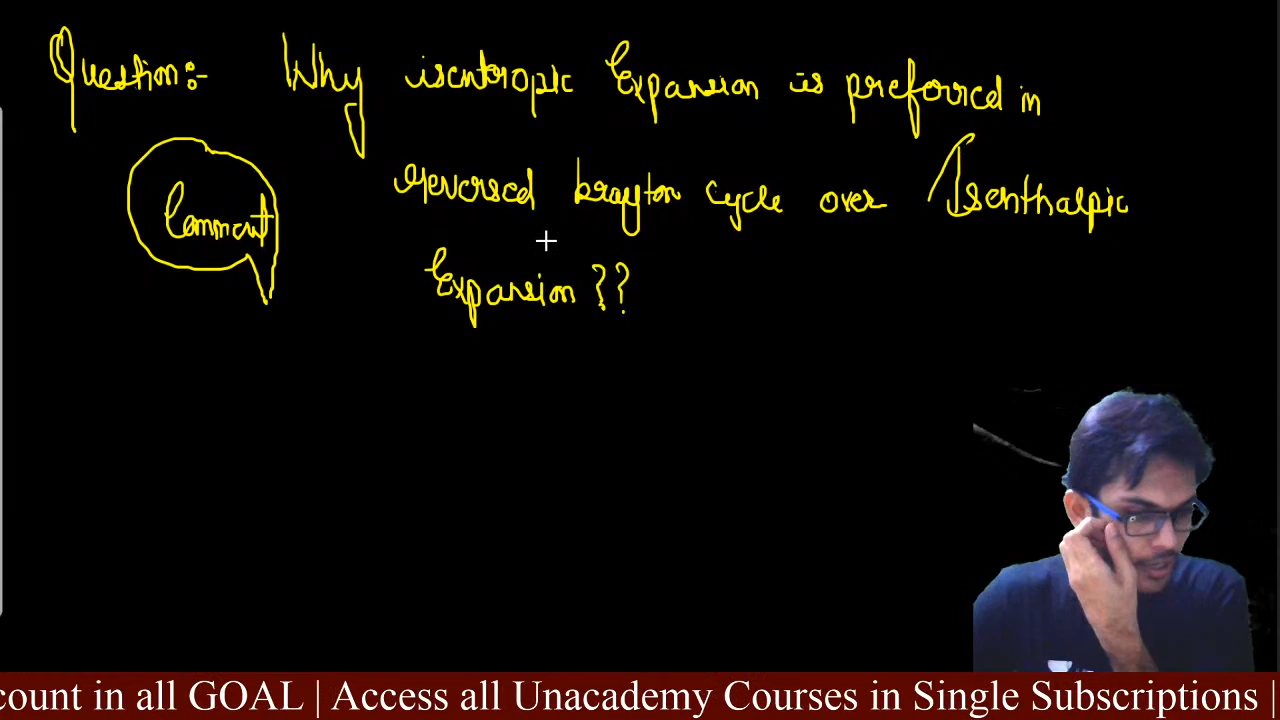 Question:- Why isentropic Expansion is preferred in
reversed brayton cycle over Isenthalpic
Comment
Expansion ??
count in all GOAL | Access all Unacademy Courses in Single Subscriptions |